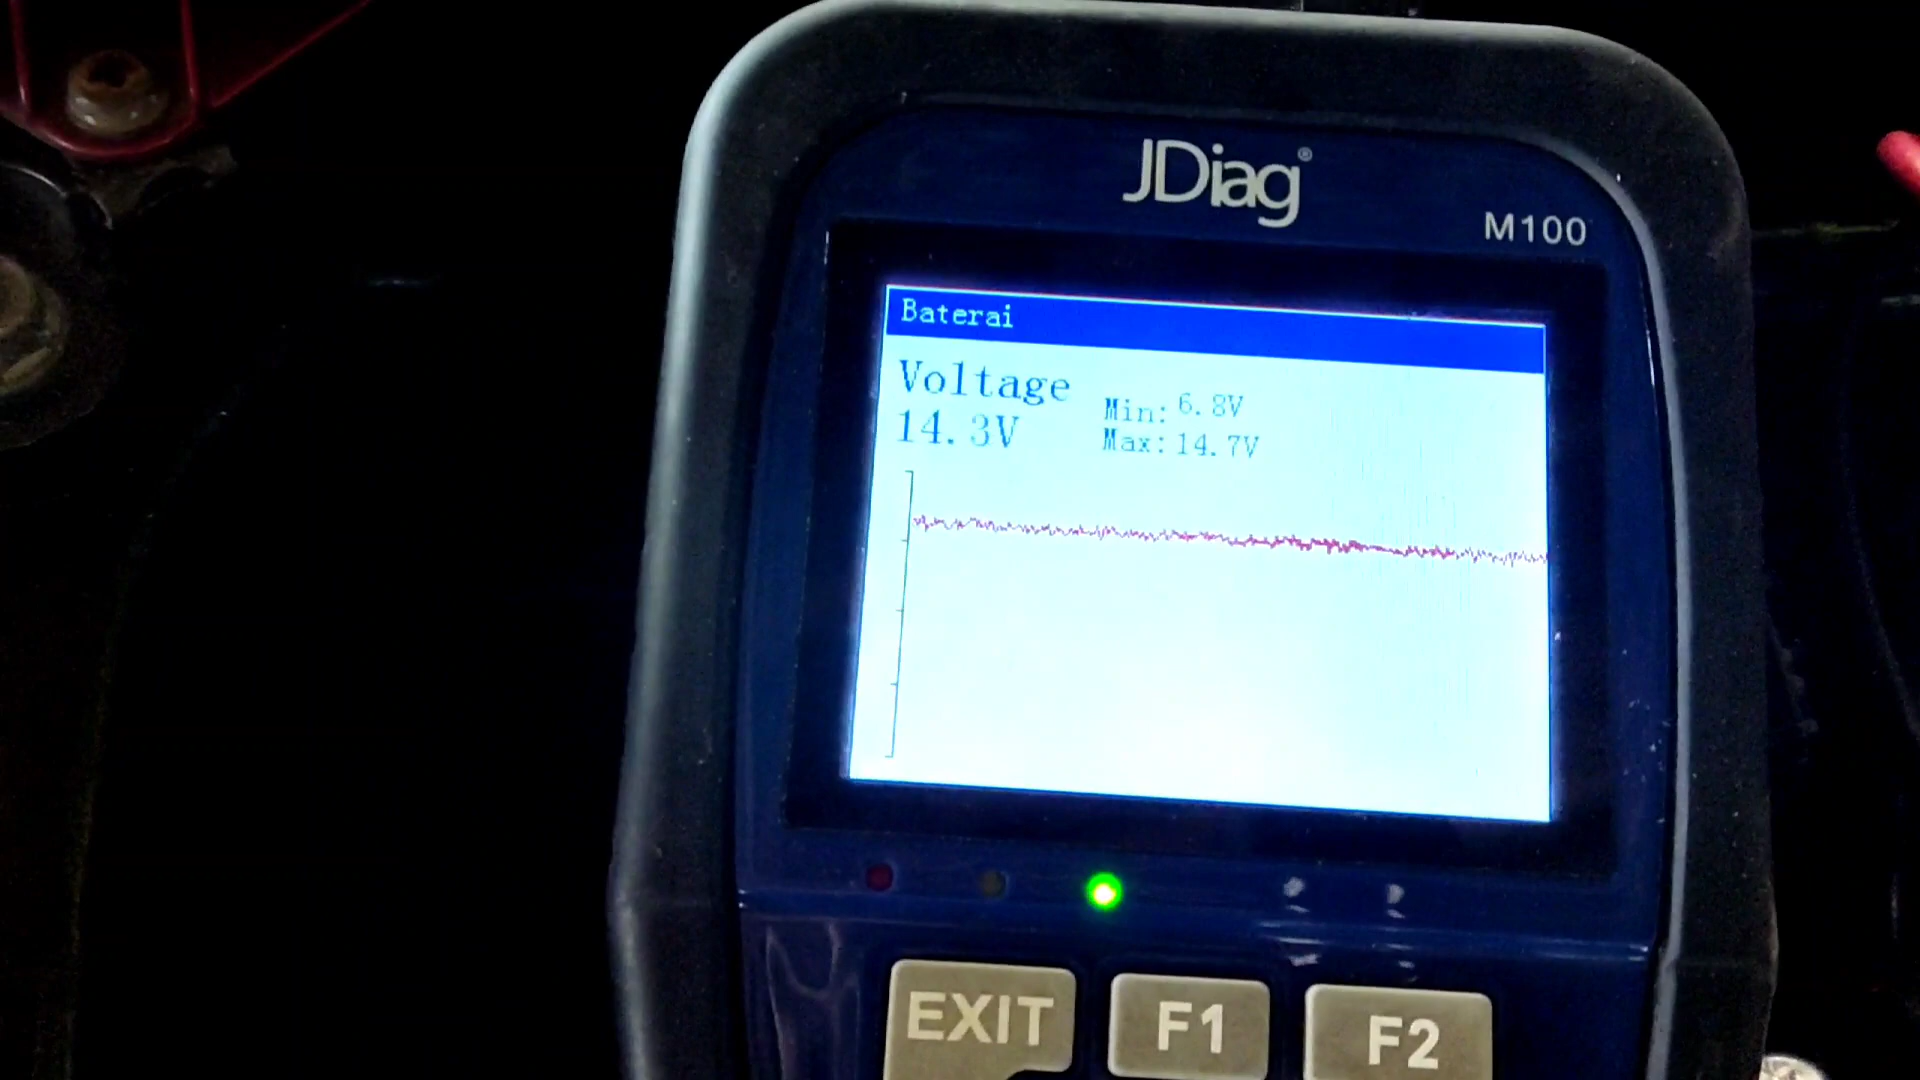 JDiag®
M100
Baterai
Voltage
14.3V
Min: 6.8V
Max: 14.7V
EXIT
F1
F2